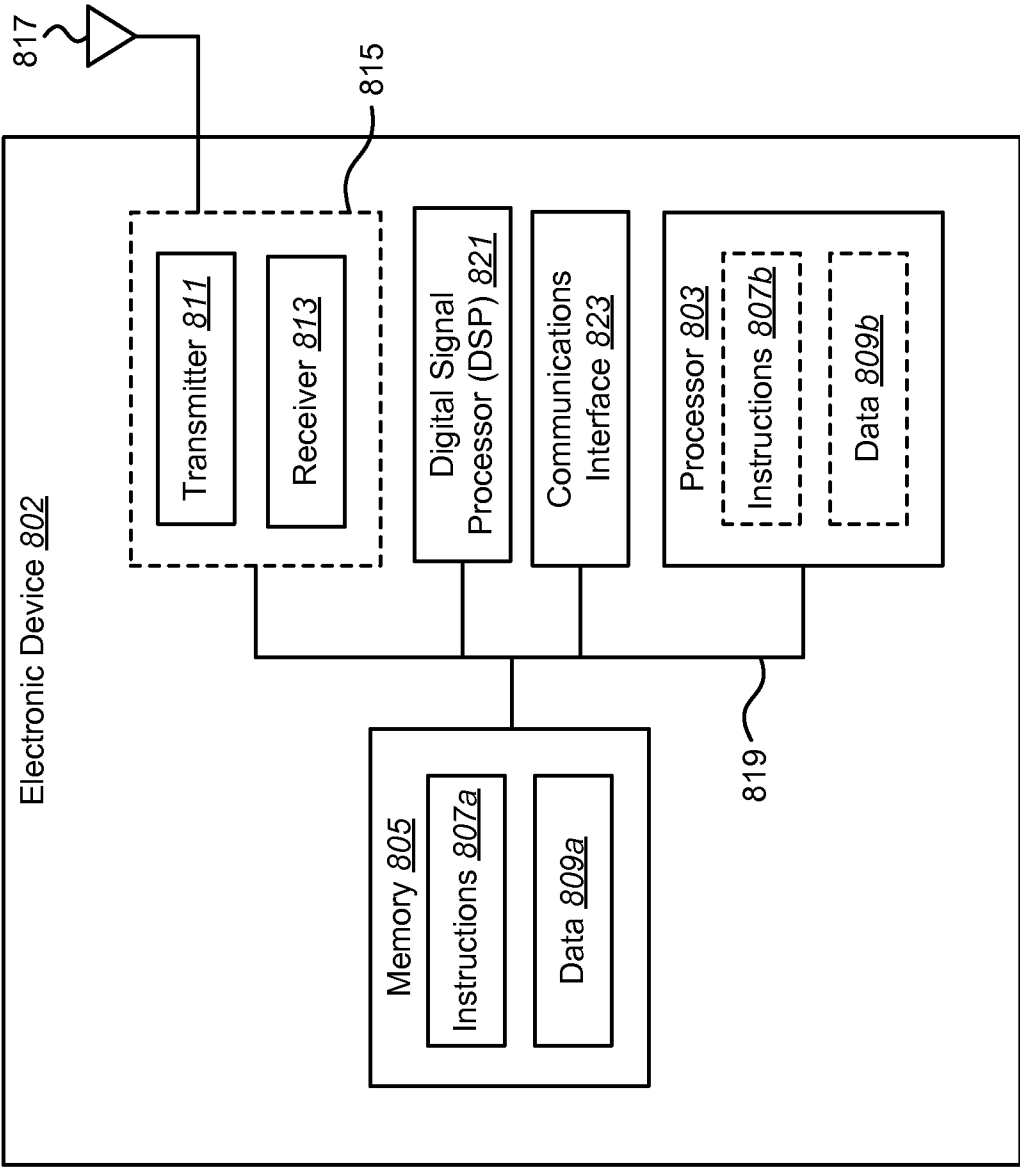 Electronic Device 802
Memory 805
Instructions 807a
Data 809a
819
817
815
Transmitter 811
Receiver 813
Digital Signal
Processor (DSP) 821
Communications
Interface 823
Processor 803
Instructions 807b
Data 809b